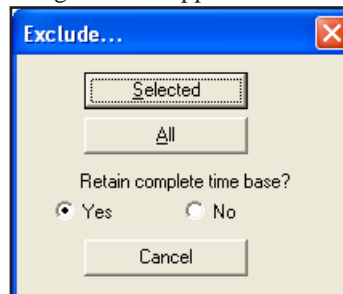 Exclude...
Selected
All
Retain complete time base?
Yes No
Cancel